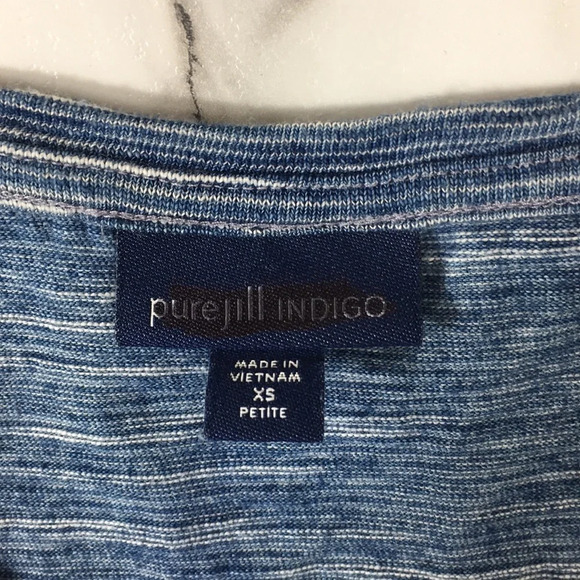 purejill INDIGO
MADE IN
VIETNAM
XS
PETITE